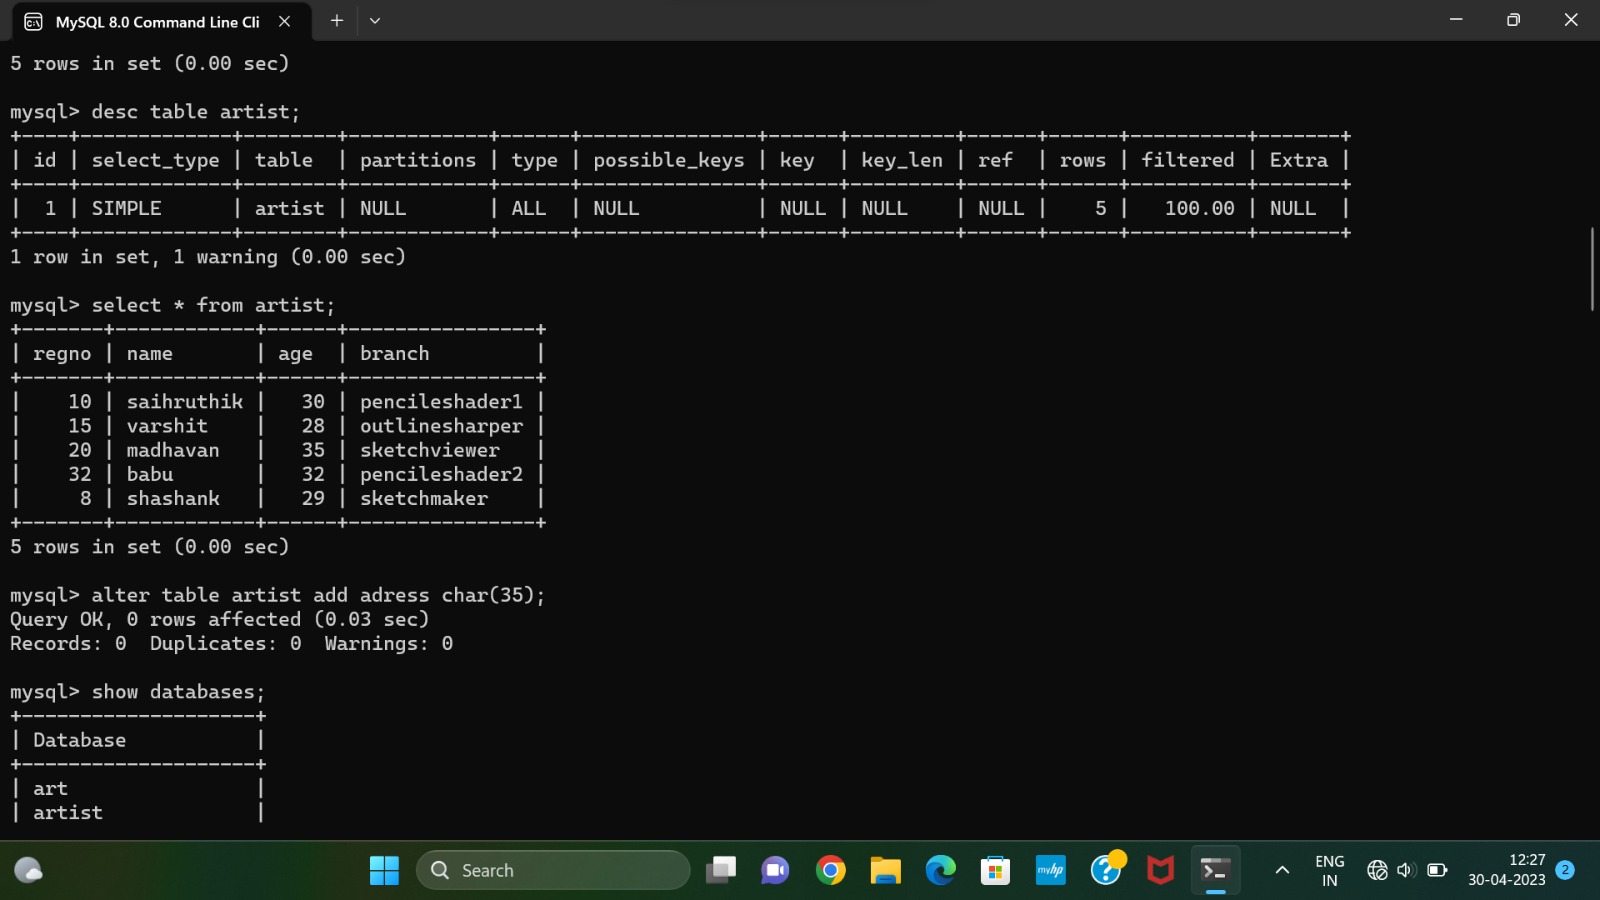 MySQL 8.0 Command Line Cli
5 rows in set (0.00 sec)
mysql> desc table artist;
+----+-------------+--------+------------+------+---------------+------+---------+------+------+----------+-------+
| id | select_type | table  | partitions | type | possible_keys | key  | key_len | ref  | rows | filtered | Extra |
+----+-------------+--------+------------+------+---------------+------+---------+------+------+----------+-------+
|  1 | SIMPLE      | artist | NULL       | ALL  | NULL          | NULL | NULL    | NULL |    5 |   100.00 | NULL  |
+----+-------------+--------+------------+------+---------------+------+---------+------+------+----------+-------+
1 row in set, 1 warning (0.00 sec)
mysql> select * from artist;
+-------+------------+------+----------------+
| regno | name       | age  | branch         |
+-------+------------+------+----------------+
|    10 | saihruthik |   30 | pencileshader1 |
|    15 | varshit    |   28 | outlinesharper |
|    20 | madhavan   |   35 | sketchviewer   |
|    32 | babu       |   32 | pencileshader2 |
|     8 | shashank   |   29 | sketchmaker    |
+-------+------------+------+----------------+
5 rows in set (0.00 sec)
mysql> alter table artist add adress char(35);
Query OK, 0 rows affected (0.03 sec)
Records: 0  Duplicates: 0  Warnings: 0
mysql> show databases;
+--------------------+
| Database           |
+--------------------+
| art                |
| artist             |
Search
myhp
ENG
IN
12:27
30-04-2023
2